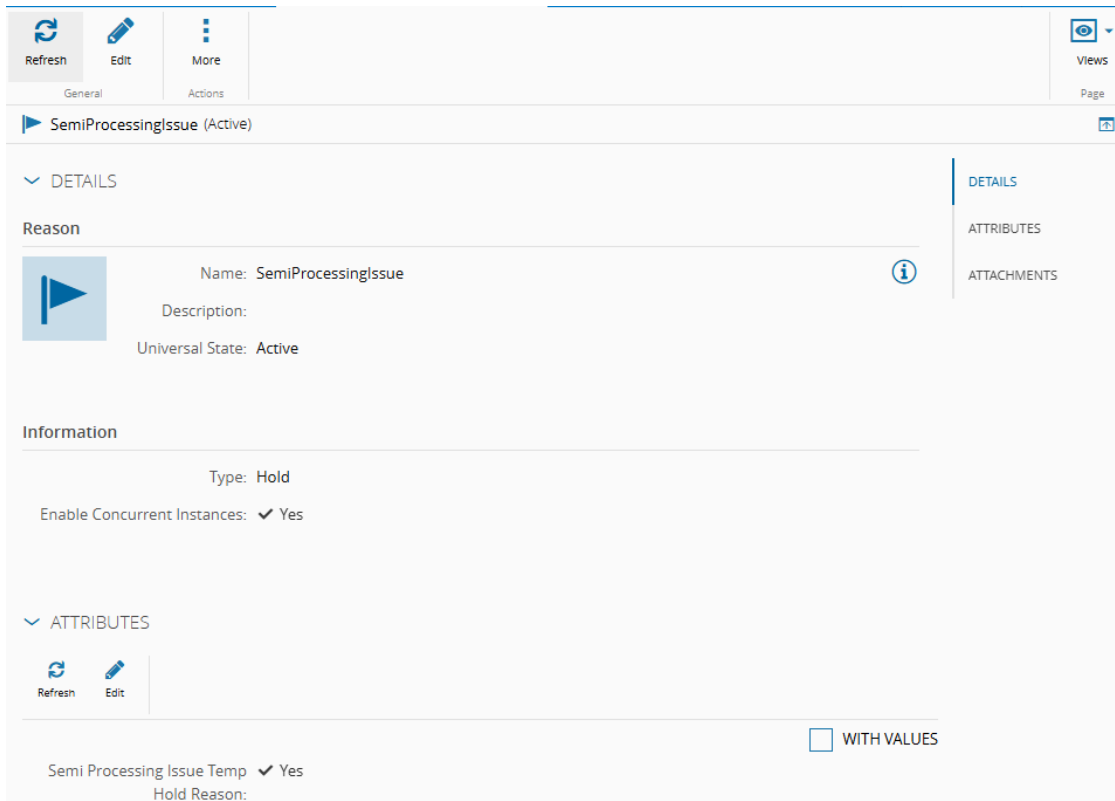 Refresh Edit More Views
General Actions Page
SemiProcessingIssue (Active)
DETAILS
DETAILS
Reason
ATTRIBUTES
Name: SemiProcessingIssue
ATTACHMENTS
Description:
Universal State: Active
Information
Type: Hold
Enable Concurrent Instances: Yes
ATTRIBUTES
Refresh Edit
WITH VALUES
Semi Processing Issue Temp Yes
Hold Reason: